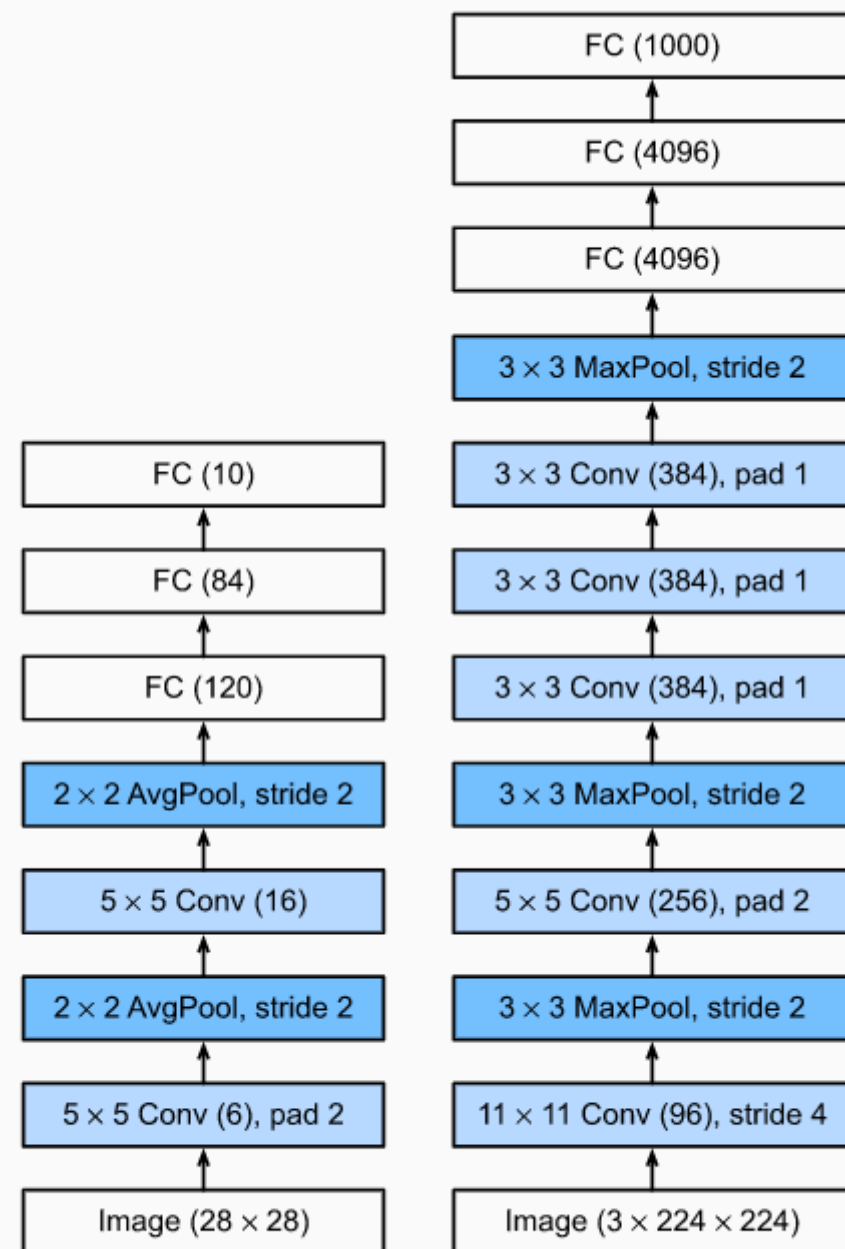 FC (10)
FC (84)
FC (120)
2 × 2 AvgPool, stride 2
5 × 5 Conv (16)
2 × 2 AvgPool, stride 2
5 × 5 Conv (6), pad 2
Image (28 × 28)
FC (1000)
FC (4096)
FC (4096)
3 × 3 MaxPool, stride 2
3 × 3 Conv (384), pad 1
3 × 3 Conv (384), pad 1
3 × 3 Conv (384), pad 1
3 × 3 MaxPool, stride 2
5 × 5 Conv (256), pad 2
3 × 3 MaxPool, stride 2
11 × 11 Conv (96), stride 4
Image (3 × 224 × 224)